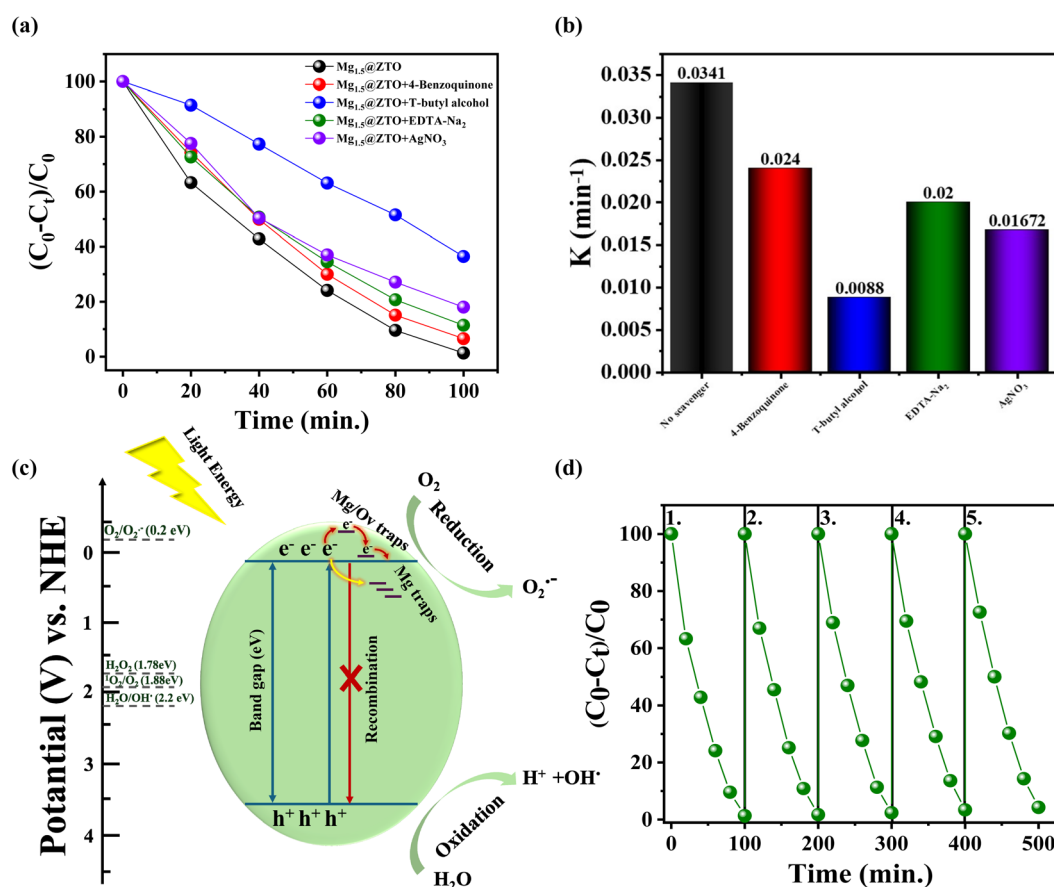 (a)
(C₀-Cₜ)/C₀
100
80
60
40
20
0
0 20 40 60 80 100
Time (min.)
Mg₁.₅@ZTO
Mg₁.₅@ZTO+4-Benzoquinone
Mg₁.₅@ZTO+T-butyl alcohol
Mg₁.₅@ZTO+EDTA-Na₂
Mg₁.₅@ZTO+AgNO₃
(b)
K (min⁻¹)
0.035
0.030
0.025
0.020
0.015
0.010
0.005
0.000
0.0341
0.024
0.0088
0.02
0.01672
No scavenger
4-Benzoquinone
T-butyl alcohol
EDTA-Na₂
AgNO₃
(c)
Potantial (V) vs. NHE
0
1
2
3
4
Light Energy
O₂/O₂·⁻ (0.2 eV)
H₂O₂ (1.78eV)
¹O₂/O₂ (1.88eV)
H₂O/OH· (2.2 eV)
Mg/Ov traps
e⁻
e⁻
e⁻ e⁻ e⁻
Mg traps
Band gap (eV)
Recombination
h⁺ h⁺ h⁺
O₂
Reduction
O₂·⁻
H⁺ +OH·
Oxidation
H₂O
(d)
(C0-Ct)/C0
100
80
60
40
20
0
1.
2.
3.
4.
5.
0 100 200 300 400 500
Time (min.)